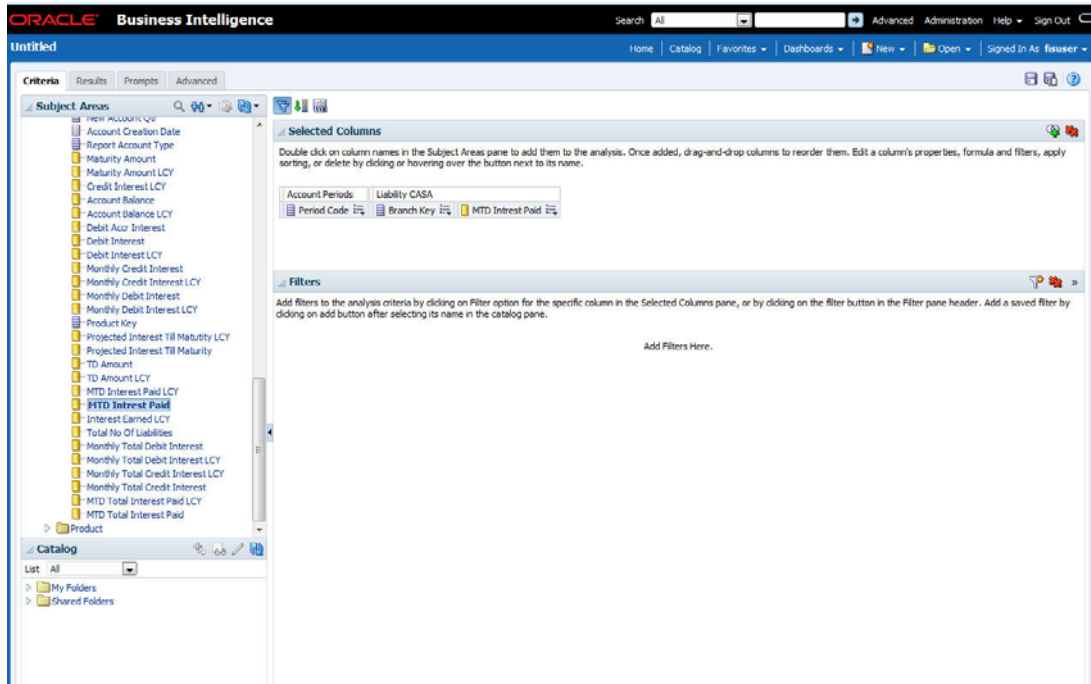 ORACLE Business Intelligence
Search All Advanced Administration Help Sign Out
Untitled
Home Catalog Favorites Dashboards New Open Signed In As fisuser
Criteria Results Prompts Advanced
Subject Areas
New Account Qu
Account Creation Date
Report Account Type
Maturity Amount
Maturity Amount LCY
Credit Interest LCY
Account Balance
Account Balance LCY
Debit Accr Interest
Debit Interest
Debit Interest LCY
Monthly Credit Interest
Monthly Credit Interest LCY
Monthly Debit Interest
Monthly Debit Interest LCY
Product Key
Projected Interest Till Matutity LCY
Projected Interest Till Maturity
TD Amount
TD Amount LCY
MTD Interest Paid LCY
MTD Intrest Paid
Interest Earned LCY
Total No Of Liabilities
Monthly Total Debit Interest
Monthly Total Debit Interest LCY
Monthly Total Credit Interest LCY
Monthly Total Credit Interest
MTD Total Interest Paid LCY
MTD Total Interest Paid
Product
Catalog
List All
My Folders
Shared Folders
Selected Columns
Double click on column names in the Subject Areas pane to add them to the analysis. Once added, drag-and-drop columns to reorder them. Edit a column's properties, formula and filters, apply
sorting, or delete by clicking or hovering over the button next to its name.
Account Periods Liability CASA
Period Code Branch Key MTD Intrest Paid
Filters
Add filters to the analysis criteria by clicking on Filter option for the specific column in the Selected Columns pane, or by clicking on the filter button in the Filter pane header. Add a saved filter by
clicking on add button after selecting its name in the catalog pane.
Add Filters Here.